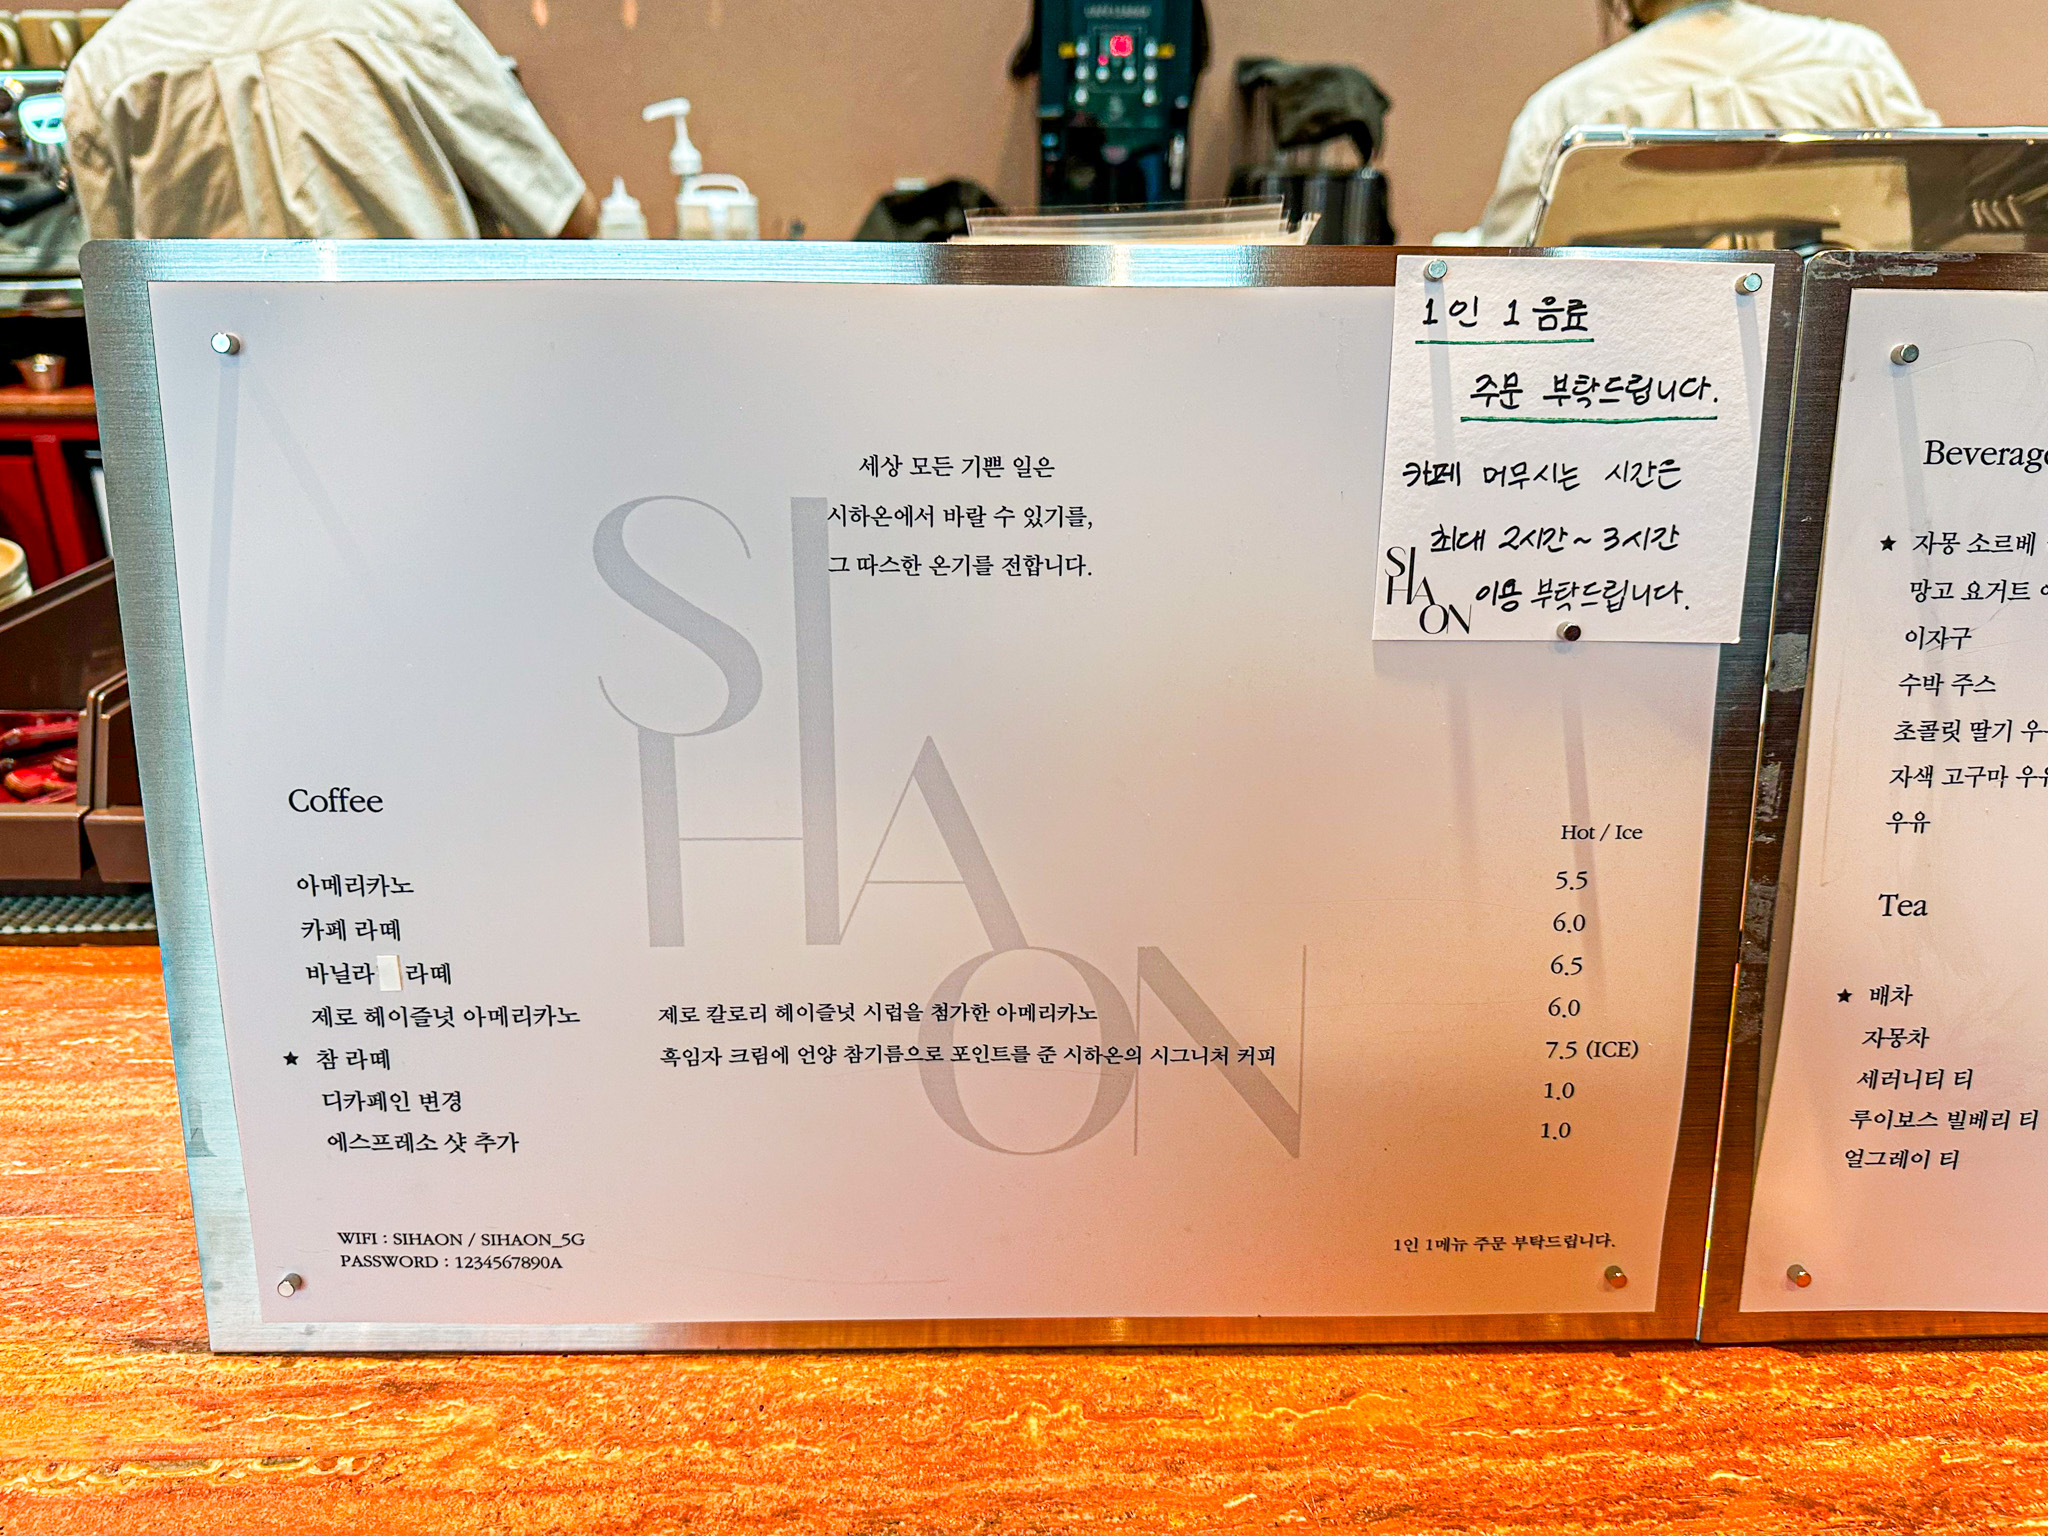 세상 모든 기쁜 일은
시하온에서 바랄 수 있기를,
그 따스한 온기를 전합니다.
SI
HA
ON
1인 1음료
주문 부탁드립니다.
카페 머무시는 시간은
최대 2시간~3시간
이용 부탁드립니다.
SI
HA
ON
Coffee
Hot / Ice
아메리카노 5.5
카페 라떼 6.0
바닐라 라떼 6.5
제로 헤이즐넛 아메리카노 제로 칼로리 헤이즐넛 시럽을 첨가한 아메리카노 6.0
★ 참 라떼 흑임자 크림에 언양 참기름으로 포인트를 준 시하온의 시그니처 커피 7.5 (ICE)
디카페인 변경 1.0
에스프레소 샷 추가 1.0
WIFI : SIHAON / SIHAON_5G
PASSWORD : 1234567890A
1인 1메뉴 주문 부탁드립니다.
Beverage
★ 자몽 소르베
망고 요거트
이자구
수박 주스
초콜릿 딸기
자색 고구마
우유
Tea
★ 배차
자몽차
세러니티 티
루이보스 빌베리 티
얼그레이 티